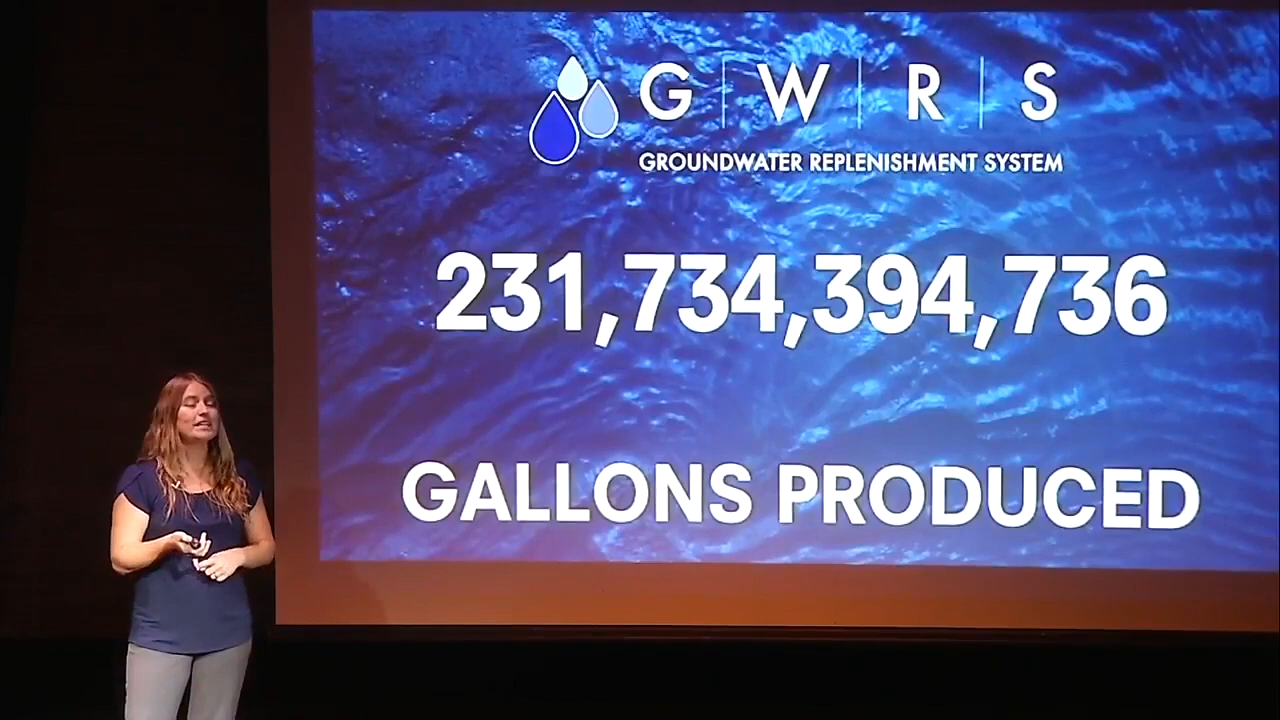 G | W | R | S
GROUNDWATER REPLENISHMENT SYSTEM
231,734,394,736
GALLONS PRODUCED